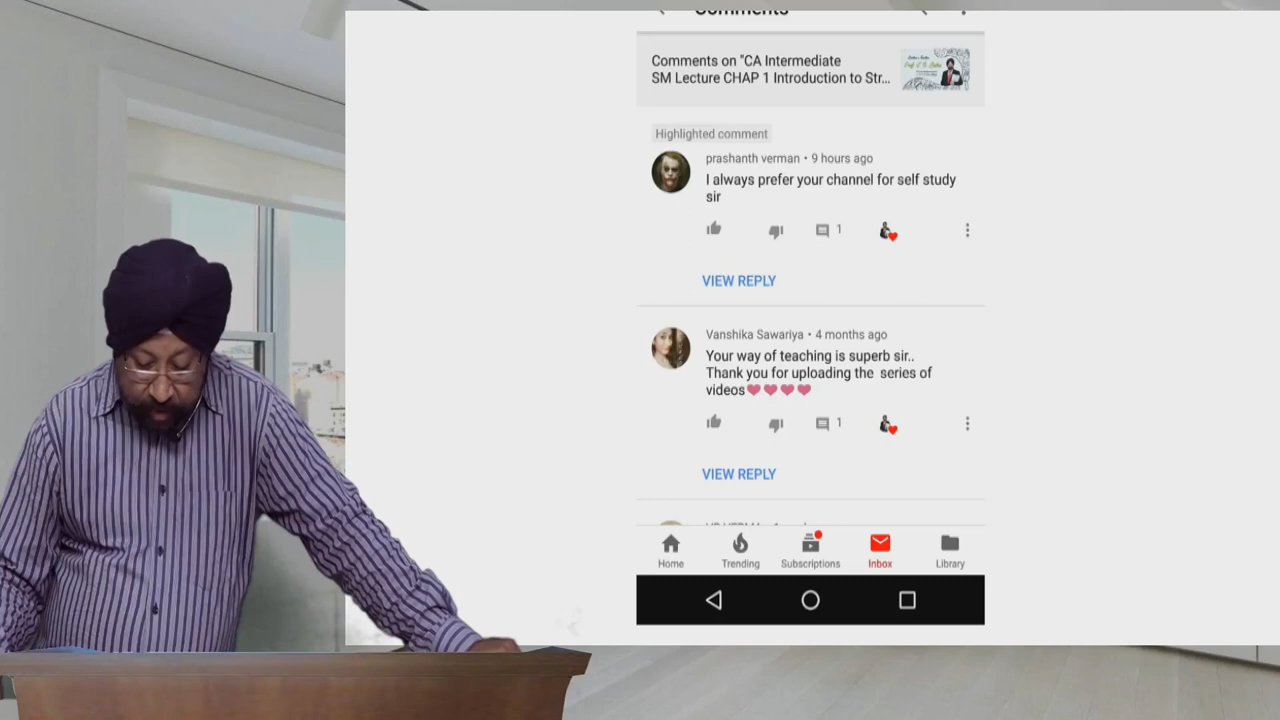 Comments
Comments on "CA Intermediate
SM Lecture CHAP 1 Introduction to Str...
Highlighted comment
prashanth verman • 9 hours ago
I always prefer your channel for self study
sir
1
VIEW REPLY
Vanshika Sawariya • 4 months ago
Your way of teaching is superb sir..
Thank you for uploading the series of
videos💗💗💗💗
1
VIEW REPLY
Home Trending Subscriptions Inbox Library